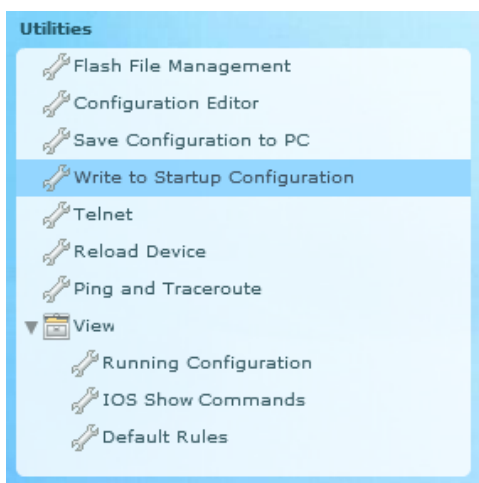 Utilities
Flash File Management
Configuration Editor
Save Configuration to PC
Write to Startup Configuration
Telnet
Reload Device
Ping and Traceroute
View
Running Configuration
IOS Show Commands
Default Rules